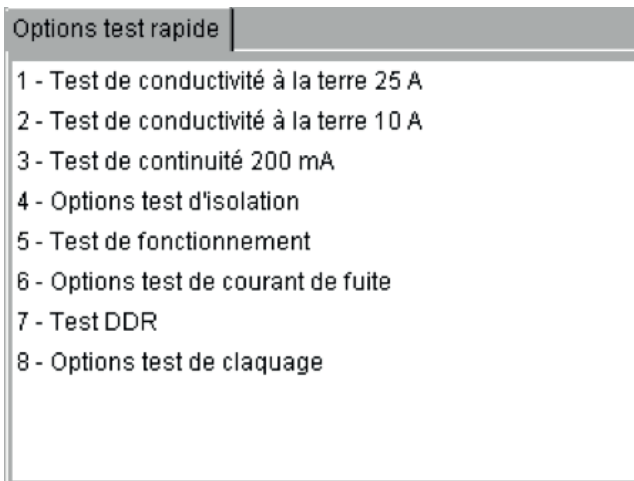 Options test rapide
1 - Test de conductivité à la terre 25 A
2 - Test de conductivité à la terre 10 A
3 - Test de continuité 200 mA
4 - Options test d'isolation
5 - Test de fonctionnement
6 - Options test de courant de fuite
7 - Test DDR
8 - Options test de claquage